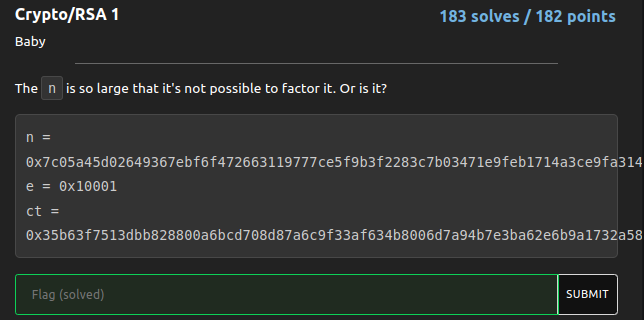 Crypto/RSA 1
183 solves / 182 points
Baby
The n is so large that it's not possible to factor it. Or is it?
n =
0x7c05a45d02649367ebf6f472663119777ce5f9b3f2283c7b03471e9feb1714a3ce9fa314
e = 0x10001
ct =
0x35b63f7513dbb828800a6bcd708d87a6c9f33af634b8006d7a94b7e3ba62e6b9a1732a58
Flag (solved)
SUBMIT